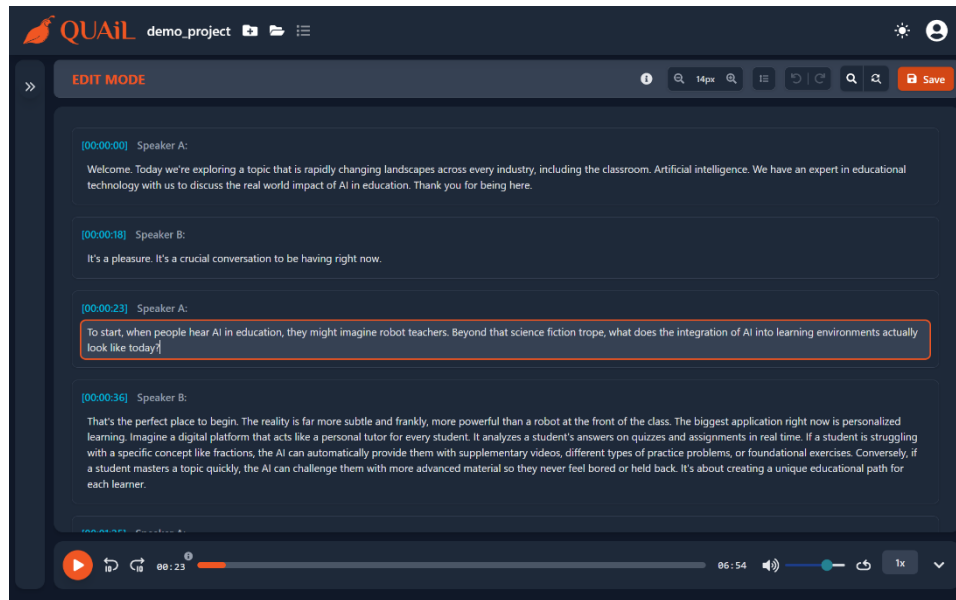 QUAiL demo_project
EDIT MODE
14px
Save
[00:00:00] Speaker A:
Welcome. Today we're exploring a topic that is rapidly changing landscapes across every industry, including the classroom. Artificial intelligence. We have an expert in educational
technology with us to discuss the real world impact of AI in education. Thank you for being here.
[00:00:18] Speaker B:
It's a pleasure. It's a crucial conversation to be having right now.
[00:00:23] Speaker A:
To start, when people hear AI in education, they might imagine robot teachers. Beyond that science fiction trope, what does the integration of AI into learning environments actually
look like today?
[00:00:36] Speaker B:
That's the perfect place to begin. The reality is far more subtle and frankly, more powerful than a robot at the front of the class. The biggest application right now is personalized
learning. Imagine a digital platform that acts like a personal tutor for every student. It analyzes a student's answers on quizzes and assignments in real time. If a student is struggling
with a specific concept like fractions, the AI can automatically provide them with supplementary videos, different types of practice problems, or foundational exercises. Conversely, if
a student masters a topic quickly, the AI can challenge them with more advanced material so they never feel bored or held back. It's about creating a unique educational path for
each learner.
10 10 00:23 06:54 1x